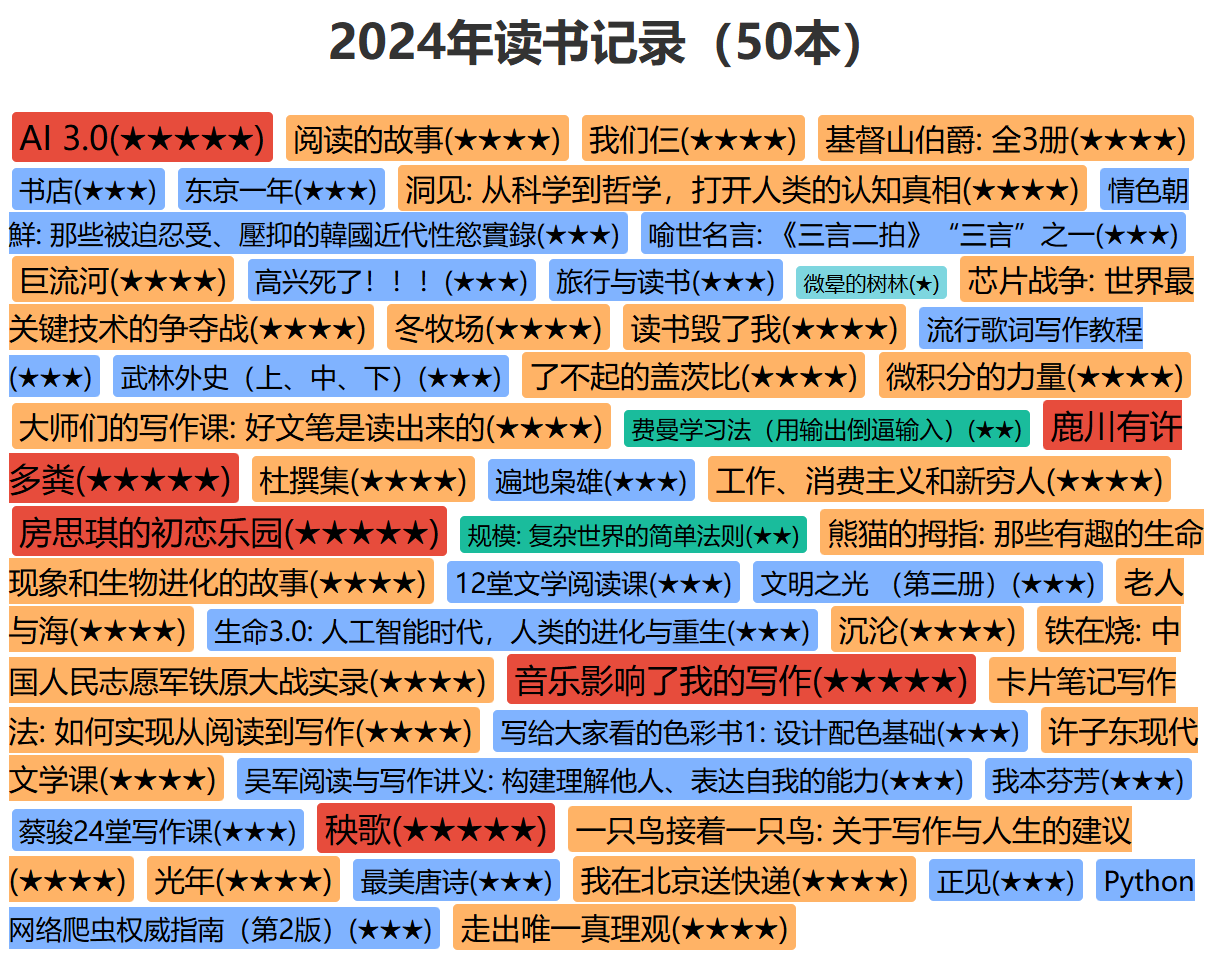 2024年读书记录（50本）
AI 3.0(★★★★★) 阅读的故事(★★★★) 我们仨(★★★★) 基督山伯爵: 全3册(★★★★)
书店(★★★) 东京一年(★★★) 洞见: 从科学到哲学，打开人类的认知真相(★★★★) 情色朝
鮮: 那些被迫忍受、壓抑的韓國近代性慾實錄(★★★) 喻世名言: 《三言二拍》“三言”之一(★★★)
巨流河(★★★★) 高兴死了！！！(★★★) 旅行与读书(★★★) 微晕的树林(★) 芯片战争: 世界最
关键技术的争夺战(★★★★) 冬牧场(★★★★) 读书毁了我(★★★★) 流行歌词写作教程
(★★★) 武林外史（上、中、下）(★★★) 了不起的盖茨比(★★★★) 微积分的力量(★★★★)
大师们的写作课: 好文笔是读出来的(★★★★) 费曼学习法（用输出倒逼输入）(★★) 鹿川有许
多粪(★★★★★) 杜撰集(★★★★) 遍地枭雄(★★★) 工作、消费主义和新穷人(★★★★)
房思琪的初恋乐园(★★★★★) 规模: 复杂世界的简单法则(★★) 熊猫的拇指: 那些有趣的生命
现象和生物进化的故事(★★★★) 12堂文学阅读课(★★★) 文明之光 （第三册）(★★★) 老人
与海(★★★★) 生命3.0: 人工智能时代，人类的进化与重生(★★★) 沉沦(★★★★) 铁在烧: 中
国人民志愿军铁原大战实录(★★★★) 音乐影响了我的写作(★★★★★) 卡片笔记写作
法: 如何实现从阅读到写作(★★★★) 写给大家看的色彩书1: 设计配色基础(★★★) 许子东现代
文学课(★★★★) 吴军阅读与写作讲义: 构建理解他人、表达自我的能力(★★★) 我本芬芳(★★★)
蔡骏24堂写作课(★★★) 秧歌(★★★★★) 一只鸟接着一只鸟: 关于写作与人生的建议
(★★★★) 光年(★★★★) 最美唐诗(★★★) 我在北京送快递(★★★★) 正见(★★★) Python
网络爬虫权威指南（第2版）(★★★) 走出唯一真理观(★★★★)